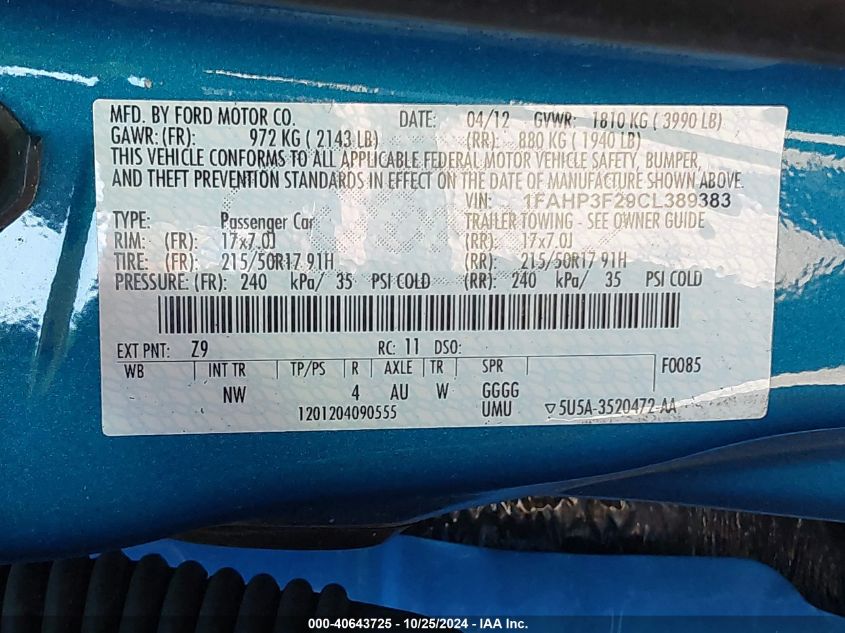 MFD. BY FORD MOTOR CO. DATE: 04/12 GVWR: 1810 KG ( 3990 LB)
GAWR: (FR): 972 KG ( 2143 LB) (RR): 880 KG ( 1940 LB)
THIS VEHICLE CONFORMS TO ALL APPLICABLE FEDERAL MOTOR VEHICLE SAFETY, BUMPER,
AND THEFT PREVENTION STANDARDS IN EFFECT ON THE DATE OF MANUFACTURE SHOWN ABOVE.
VIN: 1FAHP3F29CL389383
TYPE: Passenger Car TRAILER TOWING - SEE OWNER GUIDE
RIM: (FR): 17x7.0J (RR): 17x7.0J
TIRE: (FR): 215/50R17 91H (RR): 215/50R17 91H
PRESSURE: (FR): 240 kPa/ 35 PSI COLD (RR): 240 kPa/ 35 PSI COLD
EXT PNT: Z9 RC: 11 DSO:
WB INT TR TP/PS R AXLE TR SPR F0085
NW 4 AU W GGGG
1201204090555 UMU ▽5U5A-3520472-AA
000-40643725 - 10/25/2024 - IAA Inc.